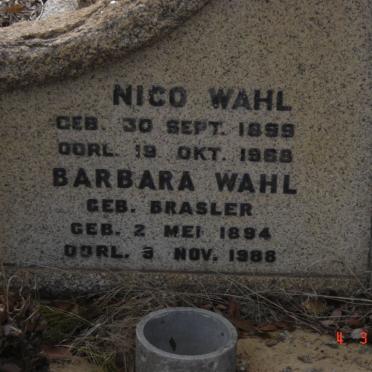 NICO WAHL
GEB. 30 SEPT. 1899
OORL. 19 OKT. 1968
BARBARA WAHL
GEB. BRASLER
GEB. 2 MEI 1894
OORL. 3 NOV. 1988
4 3